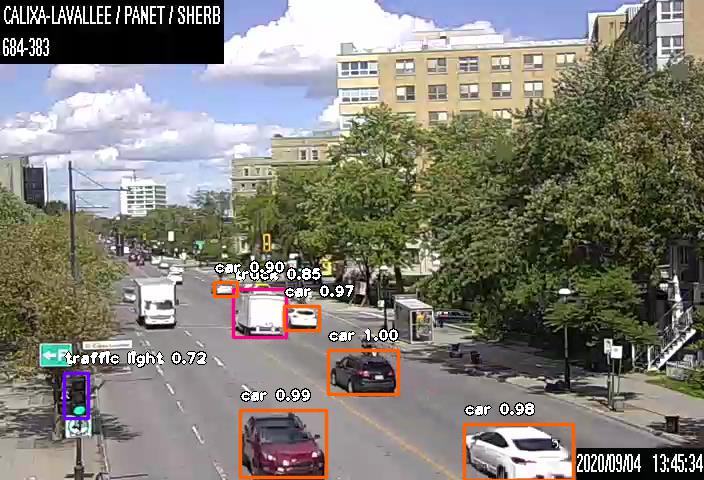 CALIXA-LAVALLEE / PANET / SHERB
684-383
car 0.90
truck 0.85
car 0.97
car 1.00
traffic light 0.72
car 0.99
car 0.98
P
2020/09/04 13:45:34